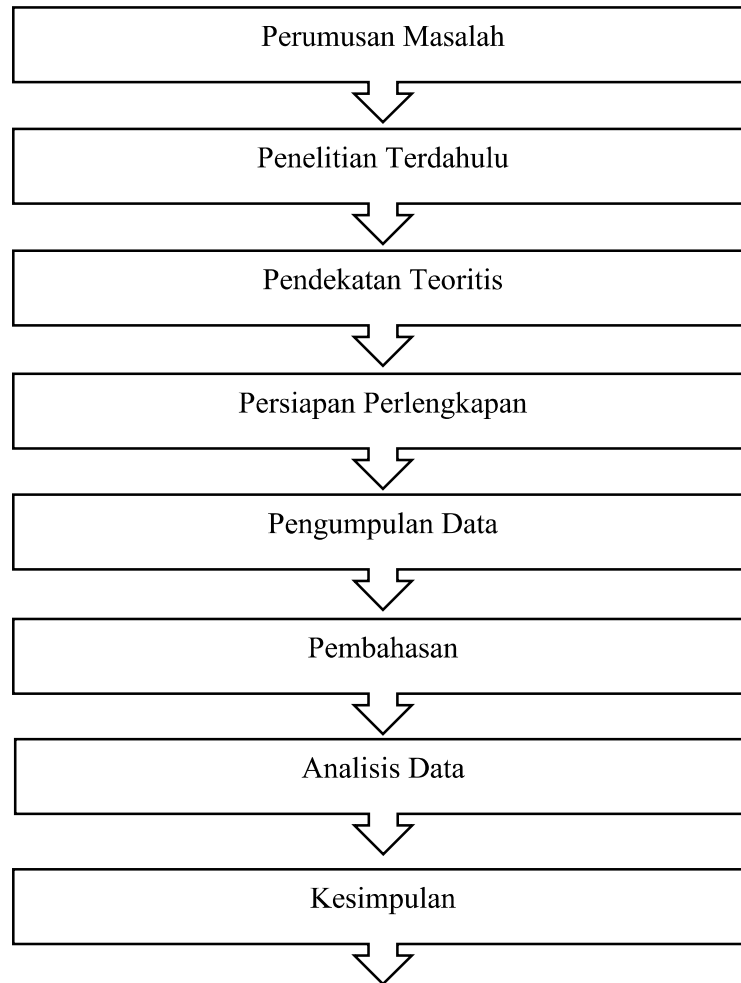 Perumusan Masalah
Penelitian Terdahulu
Pendekatan Teoritis
Persiapan Perlengkapan
Pengumpulan Data
Pembahasan
Analisis Data
Kesimpulan